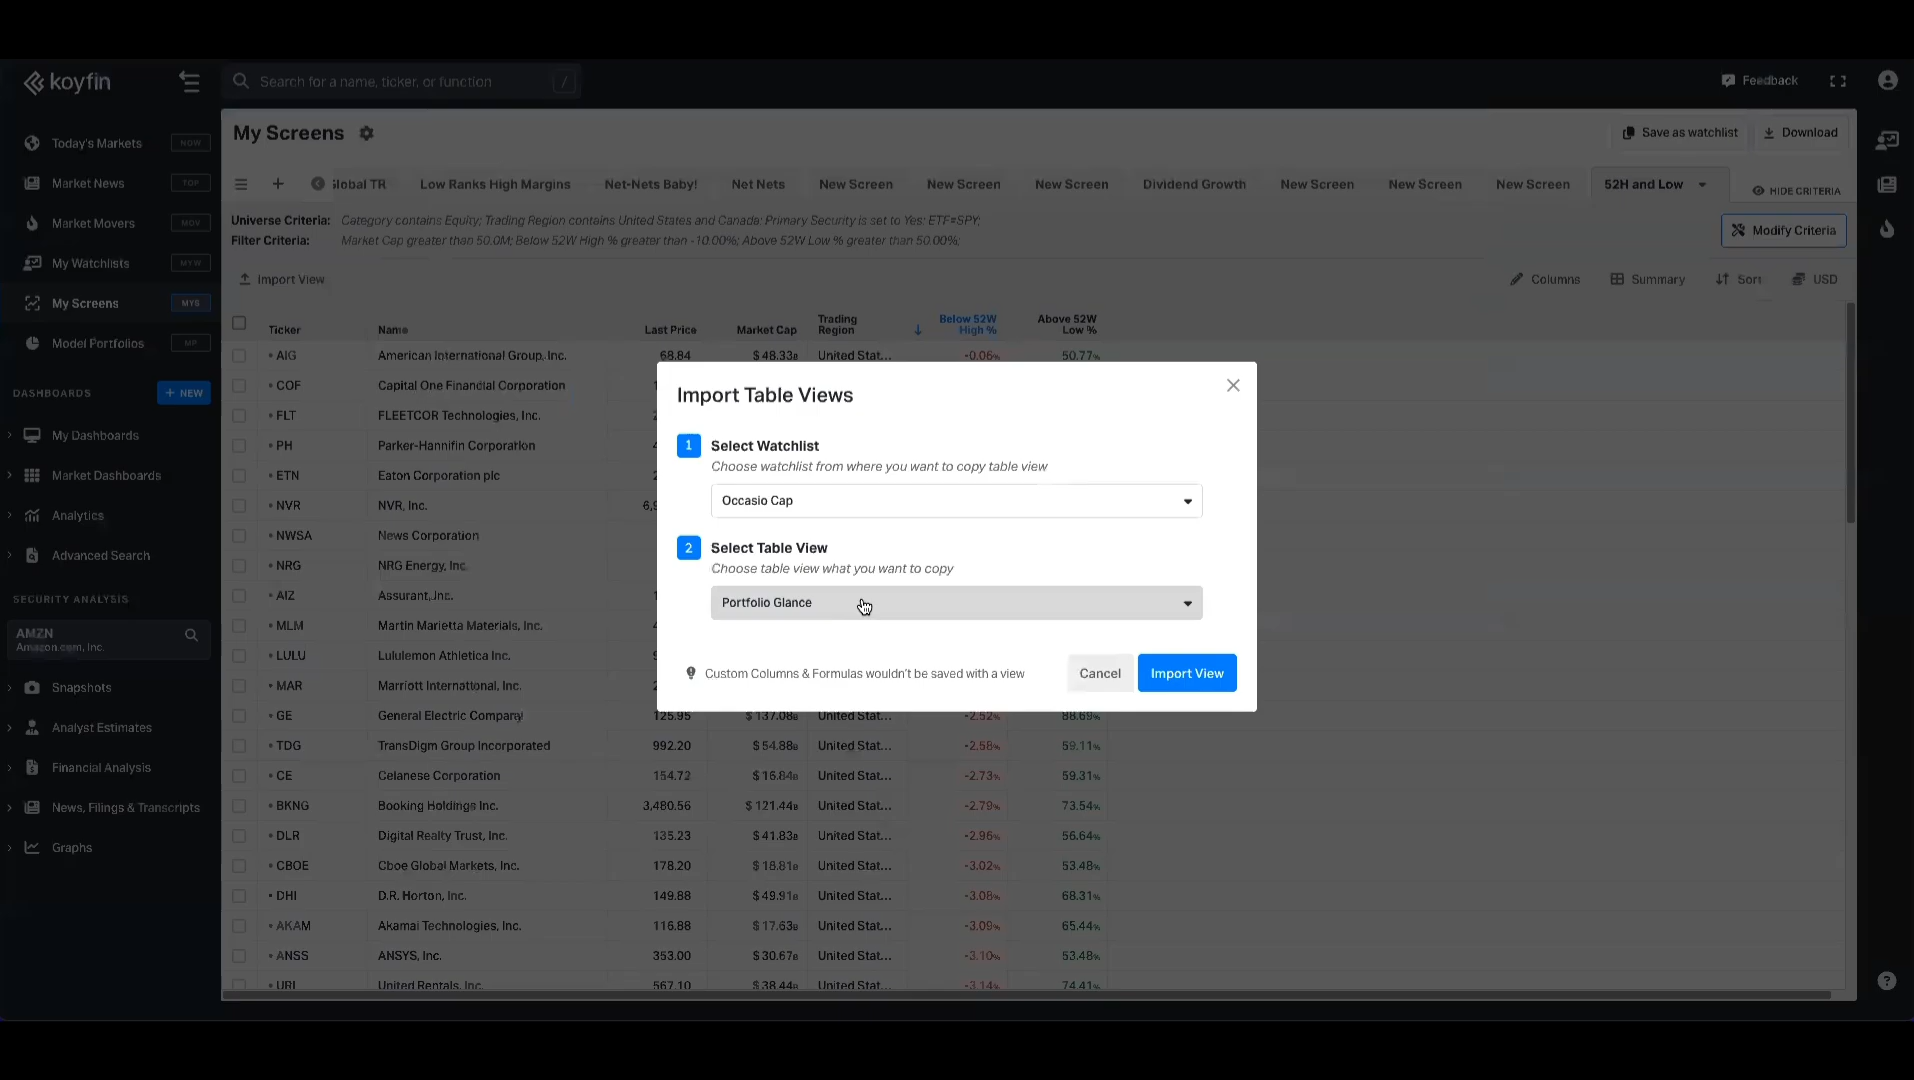 koyfin
Search for a name, ticker, or function /
Feedback
Today's Markets NOW
Market News TOP
Market Movers MOV
My Watchlists MYW
My Screens MYS
Model Portfolios MP
DASHBOARDS + NEW
My Dashboards
Market Dashboards
Analytics
Advanced Search
SECURITY ANALYSIS
AMZN
Amazon.com, Inc.
Snapshots
Analyst Estimates
Financial Analysis
News, Filings & Transcripts
Graphs
My Screens
Save as watchlist Download
Global TR Low Ranks High Margins Net-Nets Baby! Net Nets New Screen New Screen New Screen Dividend Growth New Screen New Screen New Screen 52H and Low HIDE CRITERIA
Universe Criteria: Category contains Equity; Trading Region contains United States and Canada; Primary Security is set to Yes; ETF=SPY;
Filter Criteria: Market Cap greater than 50.0M; Below 52W High % greater than -10.00%; Above 52W Low % greater than 50.00%;
Modify Criteria
Import View Columns Summary Sort USD
Ticker Name Last Price Market Cap Trading Region Below 52W High % Above 52W Low %
AIG American International Group, Inc. 68.84 $ 48.33B United Stat... -0.06% 50.77%
COF Capital One Financial Corporation
FLT FLEETCOR Technologies, Inc.
PH Parker-Hannifin Corporation
ETN Eaton Corporation plc
NVR NVR, Inc. 6,9
NWSA News Corporation
NRG NRG Energy, Inc.
AIZ Assurant, Inc.
MLM Martin Marietta Materials, Inc.
LULU Lululemon Athletica Inc.
MAR Marriott International, Inc.
GE General Electric Company 125.95 $ 137.08B United Stat... -2.52% 88.69%
TDG TransDigm Group Incorporated 992.20 $ 54.88B United Stat... -2.58% 59.11%
CE Celanese Corporation 154.72 $ 16.84B United Stat... -2.73% 59.31%
BKNG Booking Holdings Inc. 3,480.56 $ 121.44B United Stat... -2.79% 73.54%
DLR Digital Realty Trust, Inc. 135.23 $ 41.83B United Stat... -2.96% 56.64%
CBOE Cboe Global Markets, Inc. 178.20 $ 18.81B United Stat... -3.02% 53.48%
DHI D.R. Horton, Inc. 149.88 $ 49.91B United Stat... -3.08% 68.31%
AKAM Akamai Technologies, Inc. 116.88 $ 17.63B United Stat... -3.09% 65.44%
ANSS ANSYS, Inc. 353.00 $ 30.67B United Stat... -3.10% 53.48%
URI United Rentals, Inc. 567.10 $ 38.44B United Stat... -3.14% 74.41%
Import Table Views
1 Select Watchlist
Choose watchlist from where you want to copy table view
Occasio Cap
2 Select Table View
Choose table view what you want to copy
Portfolio Glance
Custom Columns & Formulas wouldn't be saved with a view
Cancel Import View
?